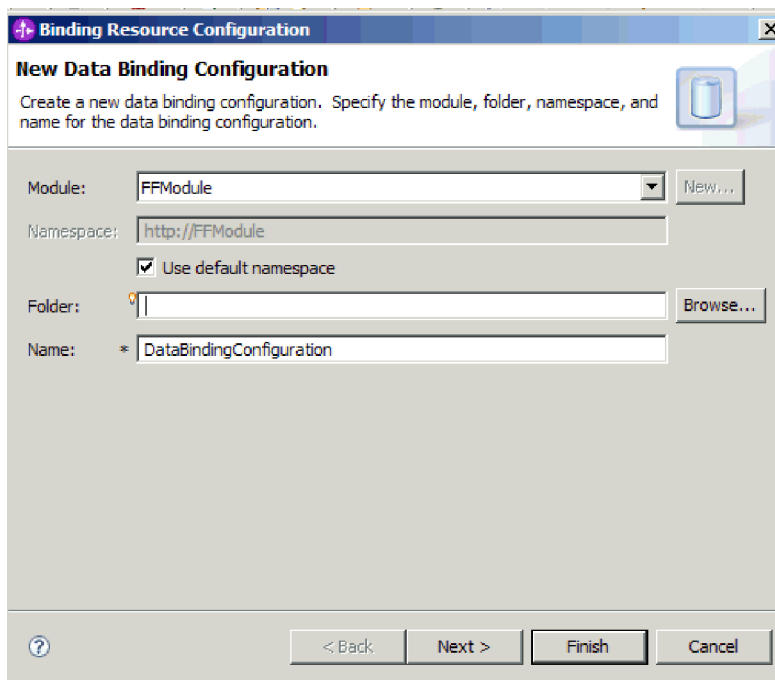 Binding Resource Configuration
New Data Binding Configuration
Create a new data binding configuration. Specify the module, folder, namespace, and
name for the data binding configuration.
Module: FFModule New...
Namespace: http://FFModule
Use default namespace
Folder: Browse...
Name: * DataBindingConfiguration
? < Back Next > Finish Cancel